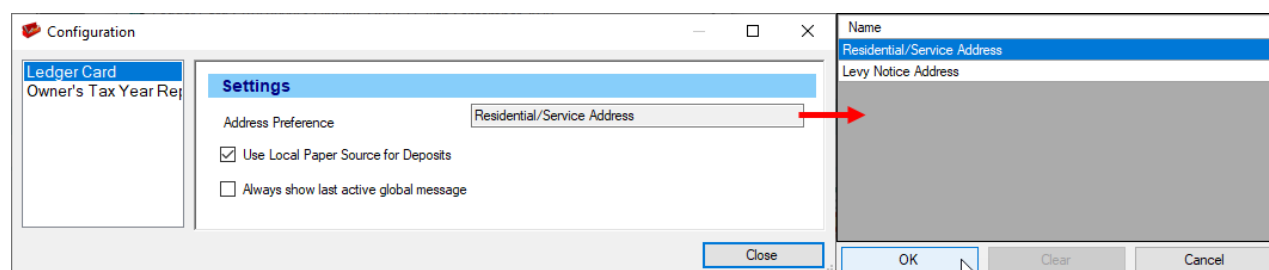 Configuration
Ledger Card
Owner's Tax Year Rep
Settings
Address Preference
Residential/Service Address
Use Local Paper Source for Deposits
Always show last active global message
Close
Name
Residential/Service Address
Levy Notice Address
OK
Clear
Cancel